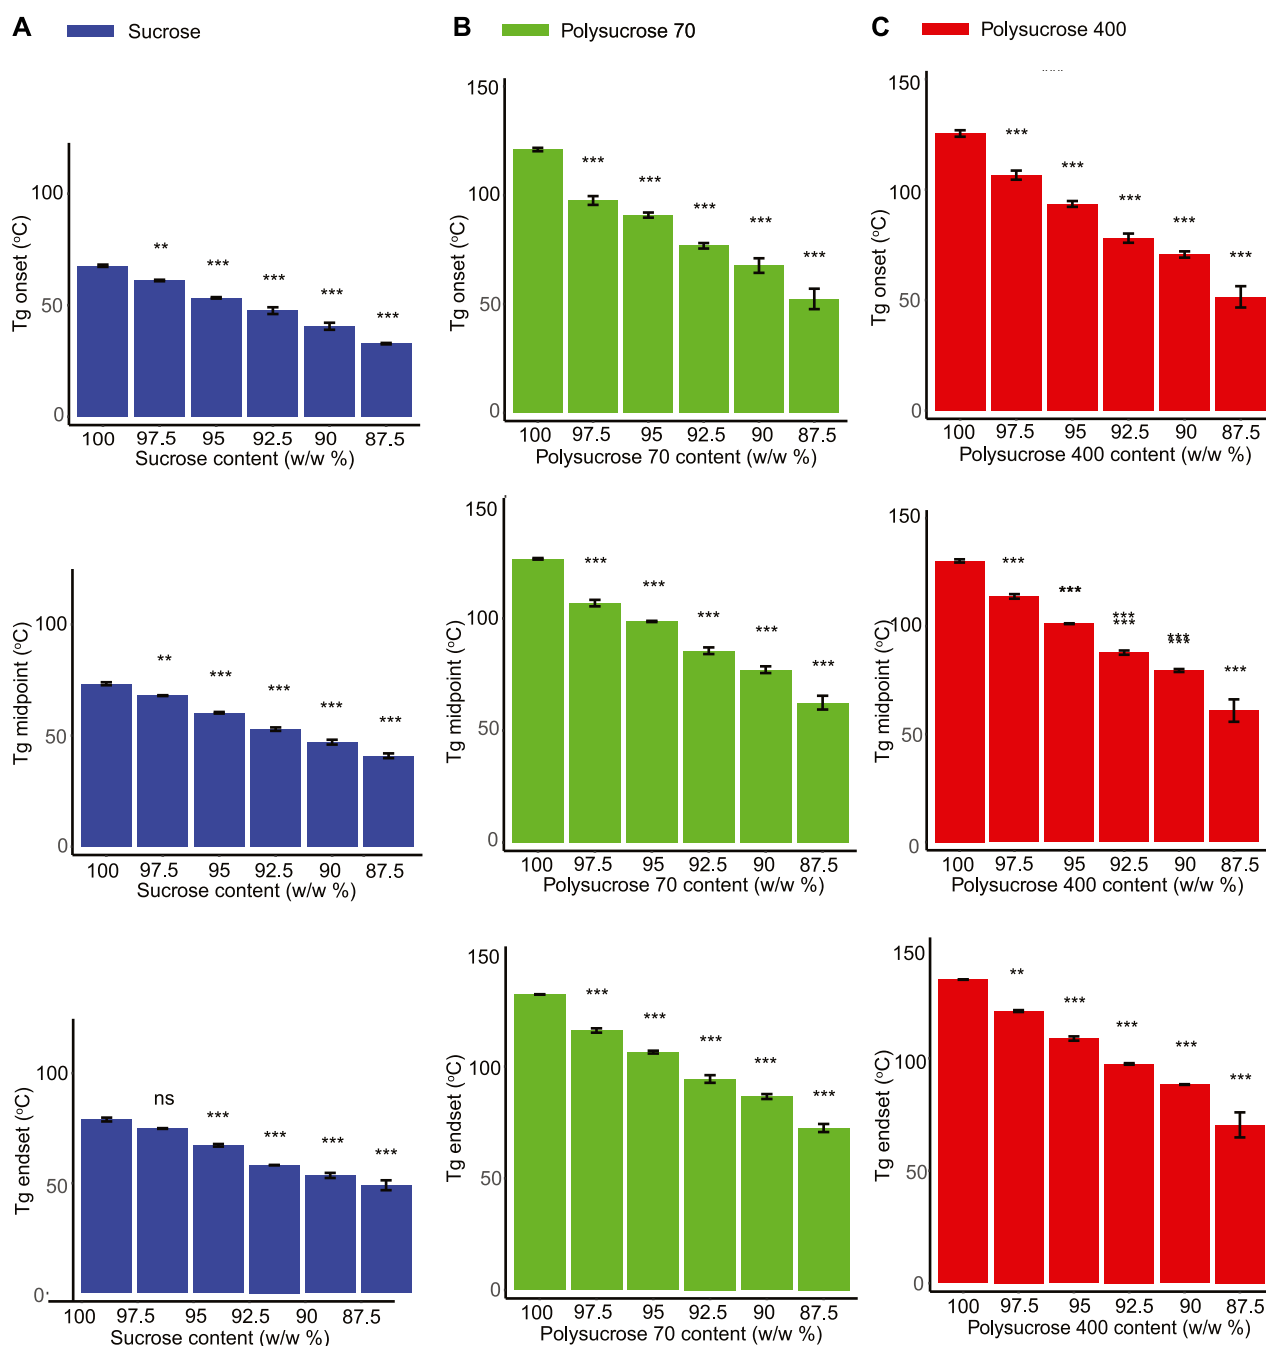 A Sucrose
B Polysucrose 70
C Polysucrose 400
Tg onset (°C)
100
50
0
** *** *** *** ***
100 97.5 95 92.5 90 87.5
Sucrose content (w/w %)
Tg onset (°C)
150
100
50
0
*** *** *** *** ***
100 97.5 95 92.5 90 87.5
Polysucrose 70 content (w/w %)
Tg onset (°C)
150
100
50
0
*** *** *** *** ***
100 97.5 95 92.5 90 87.5
Polysucrose 400 content (w/w %)
Tg midpoint (°C)
100
50
0
** *** *** *** ***
100 97.5 95 92.5 90 87.5
Sucrose content (w/w %)
Tg midpoint (°C)
150
100
50
0
*** *** *** *** ***
100 97.5 95 92.5 90 87.5
Polysucrose 70 content (w/w %)
Tg midpoint (°C)
150
100
50
0
*** *** *** *** *** *** ***
100 97.5 95 92.5 90 87.5
Polysucrose 400 content (w/w %)
Tg endset (°C)
100
50
0
ns *** *** *** ***
97.5 95 92.5 90 87.5
Sucrose content (w/w %)
Tg endset (°C)
150
100
50
0
*** *** *** *** ***
100 97.5 95 92.5 90 87.5
Polysucrose 70 content (w/w %)
Tg endset (°C)
150
100
50
0
** *** *** *** ***
100 97.5 95 92.5 90 87.5
Polysucrose 400 content (w/w %)